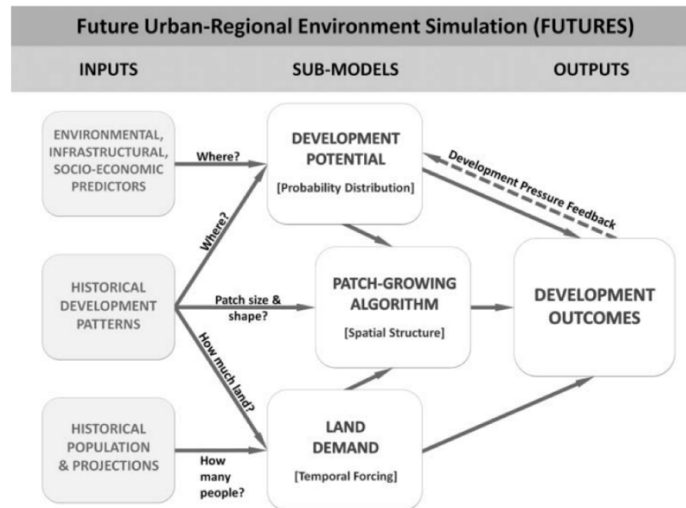 Future Urban-Regional Environment Simulation (FUTURES)
INPUTS
SUB-MODELS
OUTPUTS
ENVIRONMENTAL,
INFRASTRUCTURAL,
SOCIO-ECONOMIC
PREDICTORS
Where?
DEVELOPMENT
POTENTIAL
[Probability Distribution]
Development Pressure Feedback
Where?
HISTORICAL
DEVELOPMENT
PATTERNS
Patch size &
shape?
PATCH-GROWING
ALGORITHM
[Spatial Structure]
DEVELOPMENT
OUTCOMES
How much land?
HISTORICAL
POPULATION
& PROJECTIONS
How
many
people?
LAND
DEMAND
[Temporal Forcing]